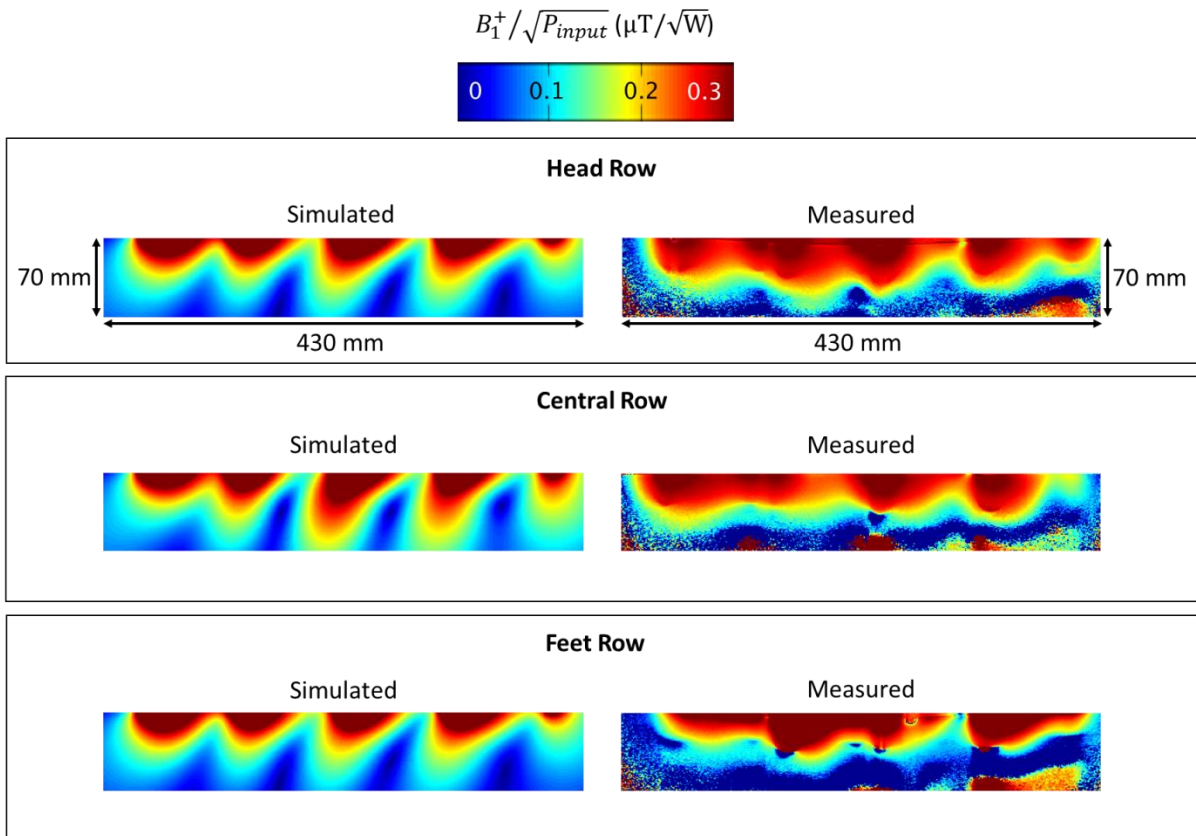 B₁⁺/√P_input (μT/√W)
0 0.1 0.2 0.3
Head Row
Simulated Measured
70 mm 70 mm
430 mm 430 mm
Central Row
Simulated Measured
Feet Row
Simulated Measured